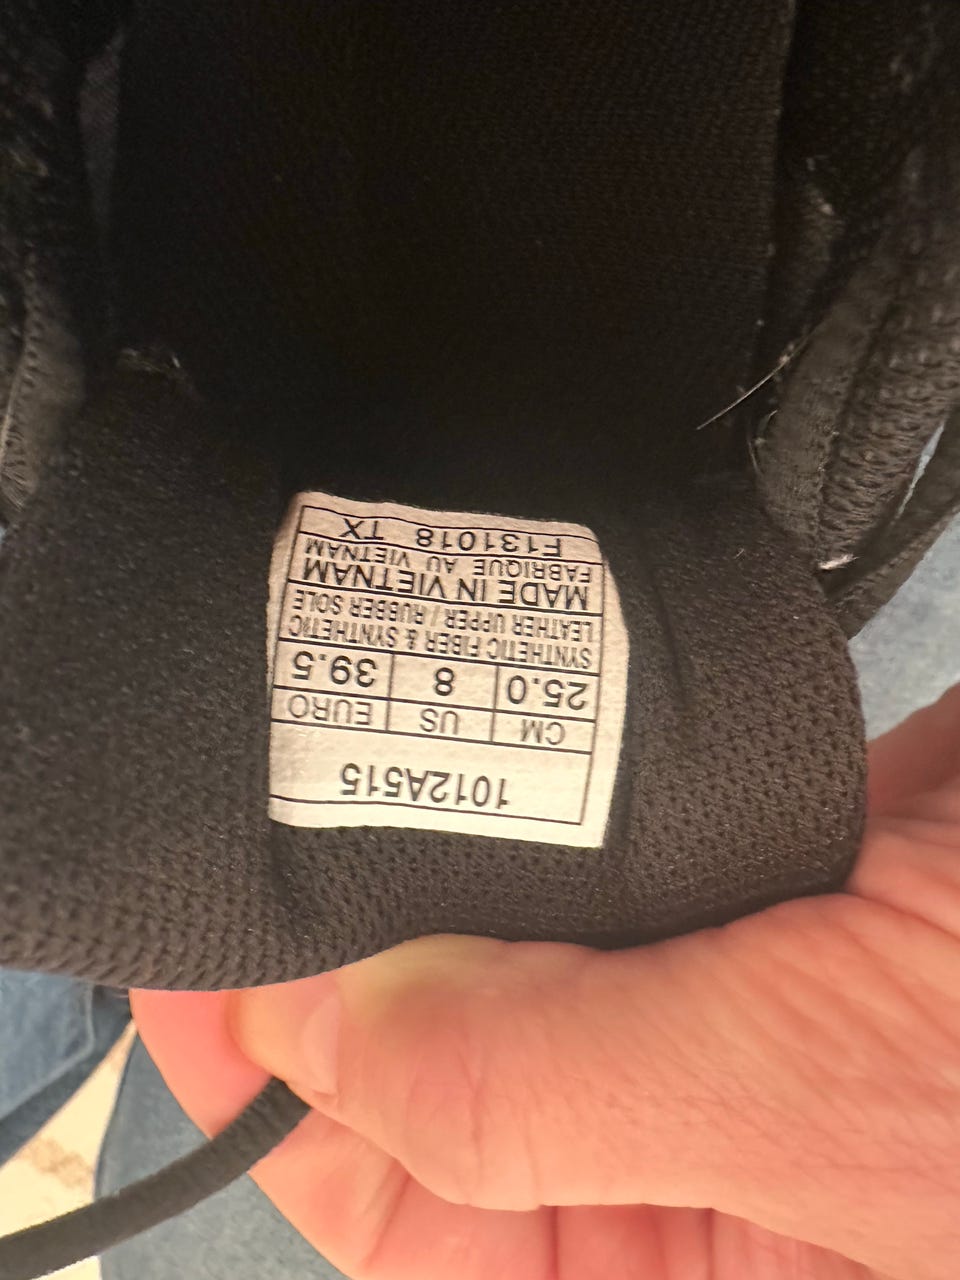 1012A515
CM US EURO
25.0 8 39.5
SYNTHETIC FIBER & SYNTHETIC
LEATHER UPPER / RUBBER SOLE
MADE IN VIETNAM
FABRIQUE AU VIETNAM
F131018 TX